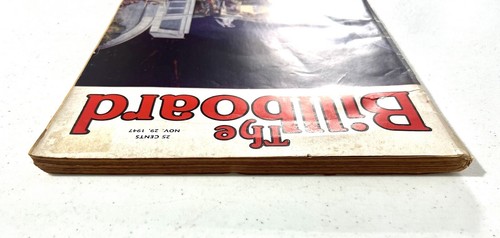 The
Billboard
25 CENTS
NOV. 29, 1947